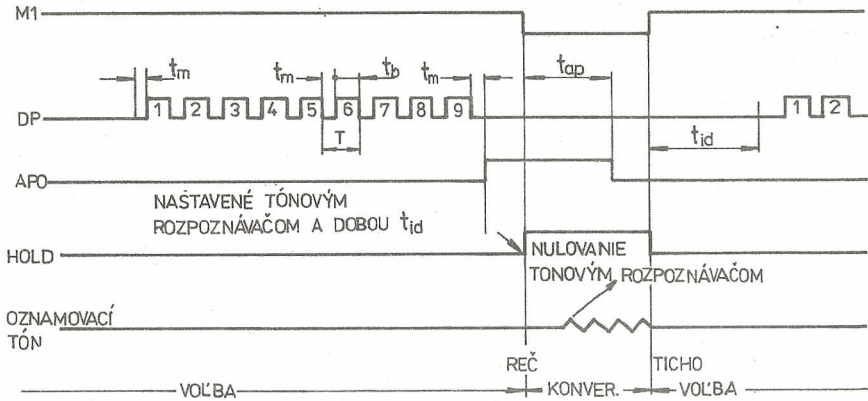 M1
tm tm tb tm tap
DP 1 2 3 4 5 6 7 8 9 1 2
T tid
APO
NASTAVENÉ TÓNOVÝM
ROZPOZNÁVAČOM A DOBOU tid
HOLD NULOVANIE
TONOVÝM ROZPOZNÁVAČOM
OZNAMOVACÍ
TÓN
REČ TICHO
VOĽBA KONVER. VOĽBA